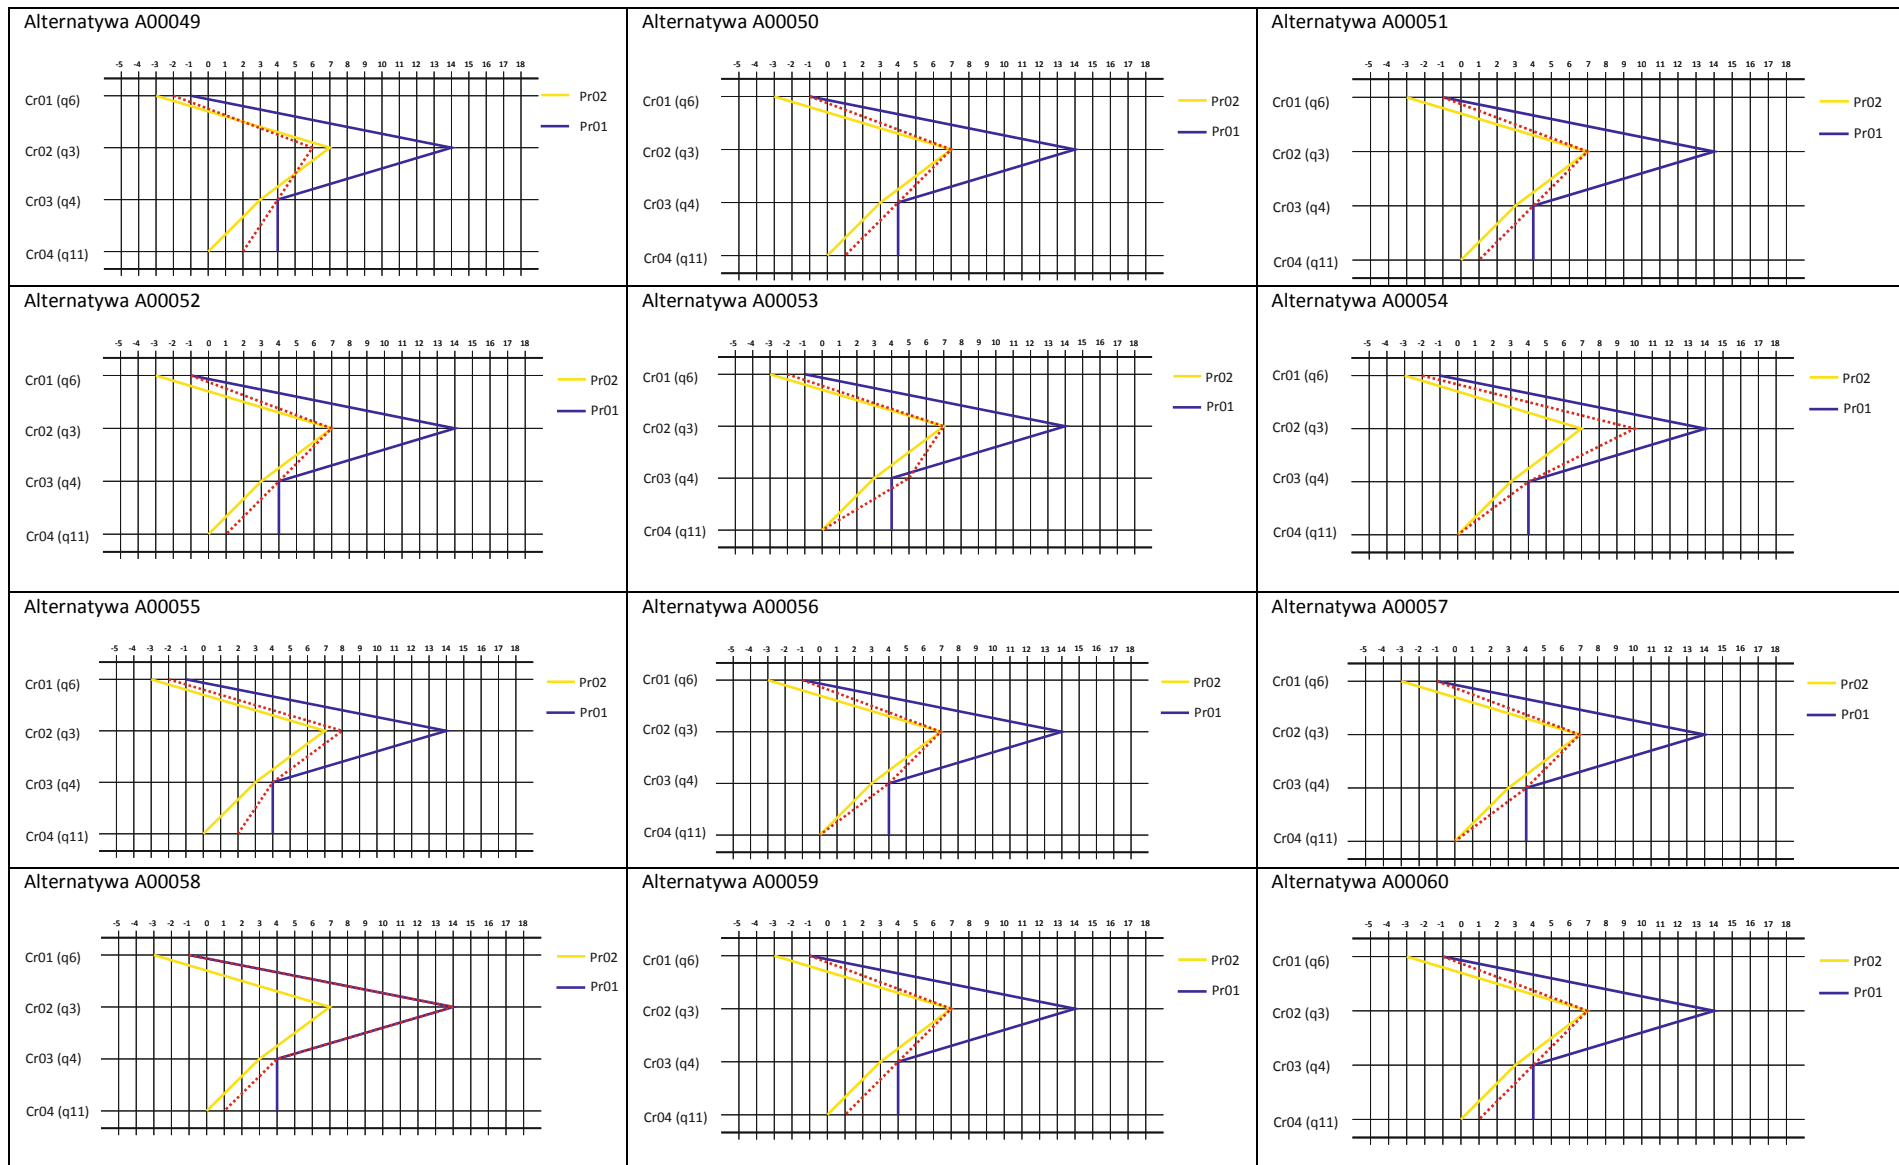 Alternatywa A00049
-5 -4 -3 -2 -1 0 1 2 3 4 5 6 7 8 9 10 11 12 13 14 15 16 17 18
Cr01 (q6)
Pr02
Pr01
Cr02 (q3)
Cr03 (q4)
Cr04 (q11)
Alternatywa A00050
-5 -4 -3 -2 -1 0 1 2 3 4 5 6 7 8 9 10 11 12 13 14 15 16 17 18
Cr01 (q6)
Pr02
Pr01
Cr02 (q3)
Cr03 (q4)
Cr04 (q11)
Alternatywa A00051
-5 -4 -3 -2 -1 0 1 2 3 4 5 6 7 8 9 10 11 12 13 14 15 16 17 18
Cr01 (q6)
Pr02
Pr01
Cr02 (q3)
Cr03 (q4)
Cr04 (q11)
Alternatywa A00052
-5 -4 -3 -2 -1 0 1 2 3 4 5 6 7 8 9 10 11 12 13 14 15 16 17 18
Cr01 (q6)
Pr02
Pr01
Cr02 (q3)
Cr03 (q4)
Cr04 (q11)
Alternatywa A00053
-5 -4 -3 -2 -1 0 1 2 3 4 5 6 7 8 9 10 11 12 13 14 15 16 17 18
Cr01 (q6)
Pr02
Pr01
Cr02 (q3)
Cr03 (q4)
Cr04 (q11)
Alternatywa A00054
-5 -4 -3 -2 -1 0 1 2 3 4 5 6 7 8 9 10 11 12 13 14 15 16 17 18
Cr01 (q6)
Pr02
Pr01
Cr02 (q3)
Cr03 (q4)
Cr04 (q11)
Alternatywa A00055
-5 -4 -3 -2 -1 0 1 2 3 4 5 6 7 8 9 10 11 12 13 14 15 16 17 18
Cr01 (q6)
Pr02
Pr01
Cr02 (q3)
Cr03 (q4)
Cr04 (q11)
Alternatywa A00056
-5 -4 -3 -2 -1 0 1 2 3 4 5 6 7 8 9 10 11 12 13 14 15 16 17 18
Cr01 (q6)
Pr02
Pr01
Cr02 (q3)
Cr03 (q4)
Cr04 (q11)
Alternatywa A00057
-5 -4 -3 -2 -1 0 1 2 3 4 5 6 7 8 9 10 11 12 13 14 15 16 17 18
Cr01 (q6)
Pr02
Pr01
Cr02 (q3)
Cr03 (q4)
Cr04 (q11)
Alternatywa A00058
-5 -4 -3 -2 -1 0 1 2 3 4 5 6 7 8 9 10 11 12 13 14 15 16 17 18
Cr01 (q6)
Pr02
Pr01
Cr02 (q3)
Cr03 (q4)
Cr04 (q11)
Alternatywa A00059
-5 -4 -3 -2 -1 0 1 2 3 4 5 6 7 8 9 10 11 12 13 14 15 16 17 18
Cr01 (q6)
Pr02
Pr01
Cr02 (q3)
Cr03 (q4)
Cr04 (q11)
Alternatywa A00060
-5 -4 -3 -2 -1 0 1 2 3 4 5 6 7 8 9 10 11 12 13 14 15 16 17 18
Cr01 (q6)
Pr02
Pr01
Cr02 (q3)
Cr03 (q4)
Cr04 (q11)